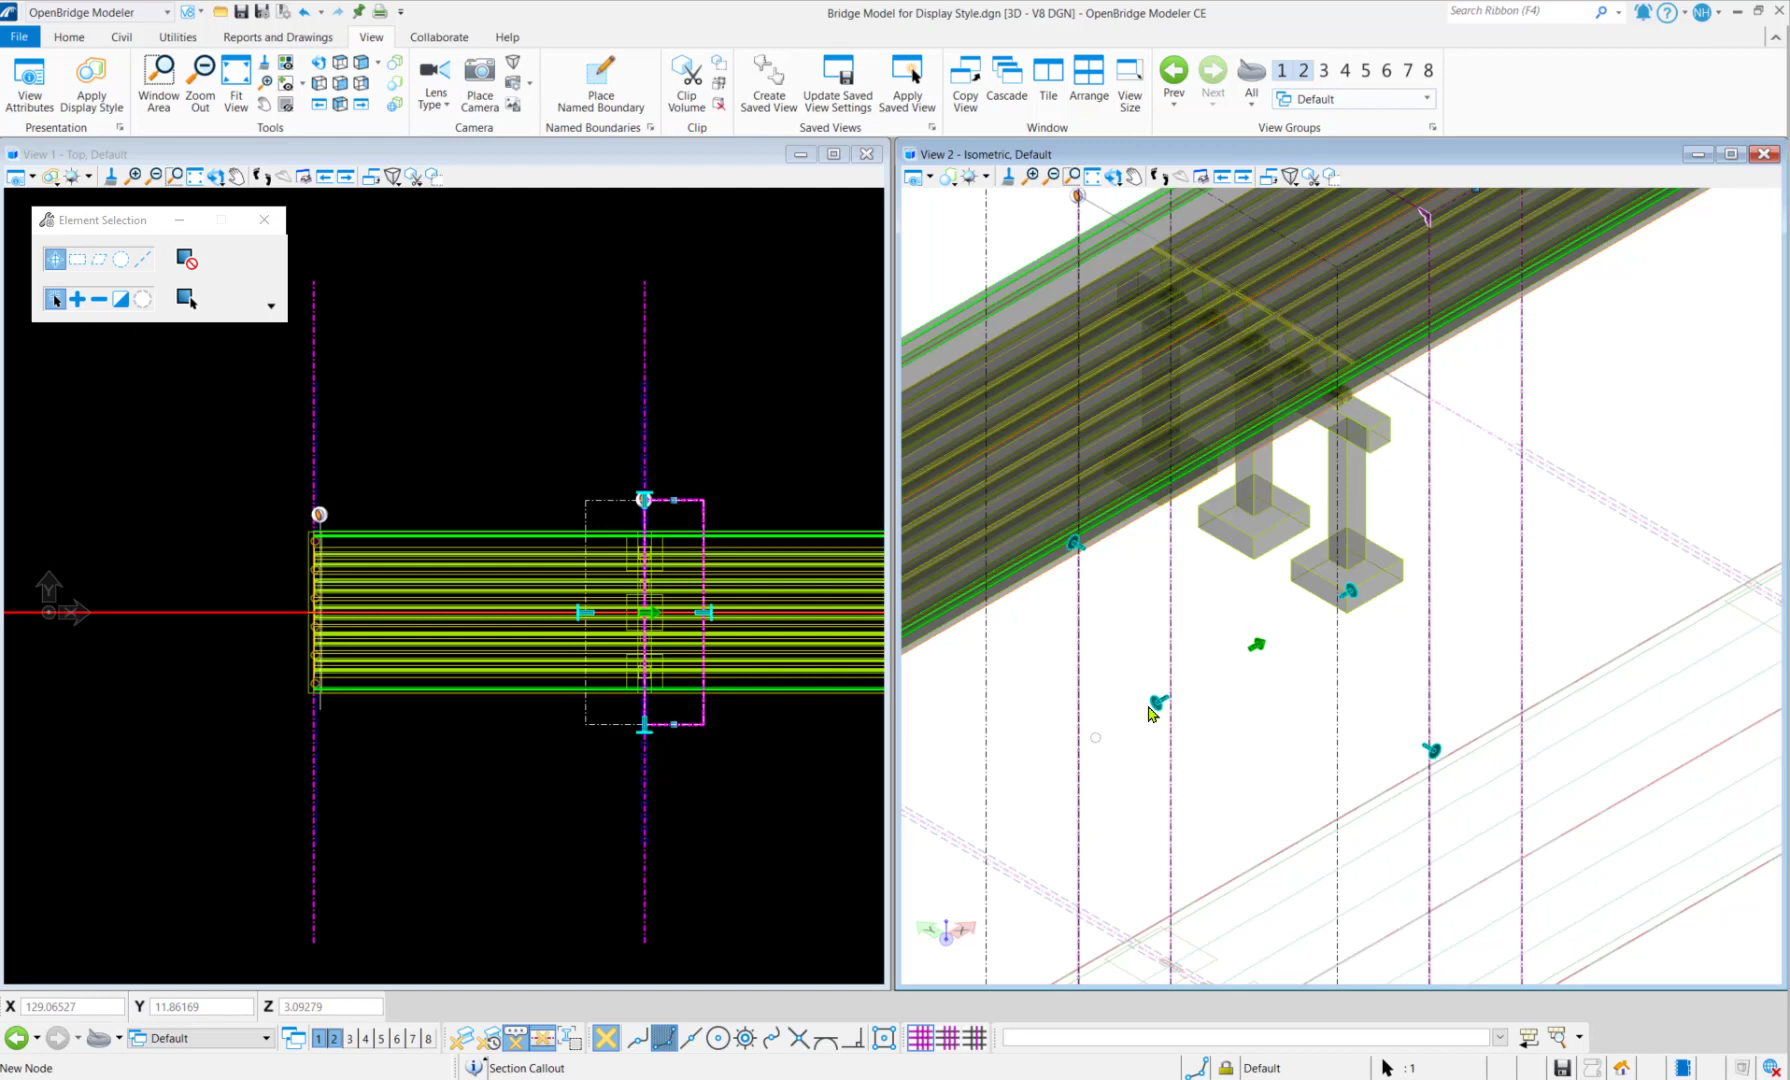 OpenBridge Modeler
Bridge Model for Display Style.dgn [3D - V8 DGN] - OpenBridge Modeler CE
Search Ribbon (F4)
NH
File
Home
Civil
Utilities
Reports and Drawings
View
Collaborate
Help
View Attributes
Apply Display Style
Presentation
Window Area
Zoom Out
Fit View
Tools
Lens Type
Place Camera
Camera
Place Named Boundary
Named Boundaries
Clip Volume
Clip
Create Saved View
Update Saved View Settings
Apply Saved View
Saved Views
Copy View
Cascade
Tile
Arrange
View Size
Window
Prev
Next
All
1 2 3 4 5 6 7 8
Default
View Groups
View 1 - Top, Default
View 2 - Isometric, Default
Element Selection
X 129.06527
Y 11.86169
Z 3.09279
Default
1 2 3 4 5 6 7 8
New Node
Section Callout
Default
: 1